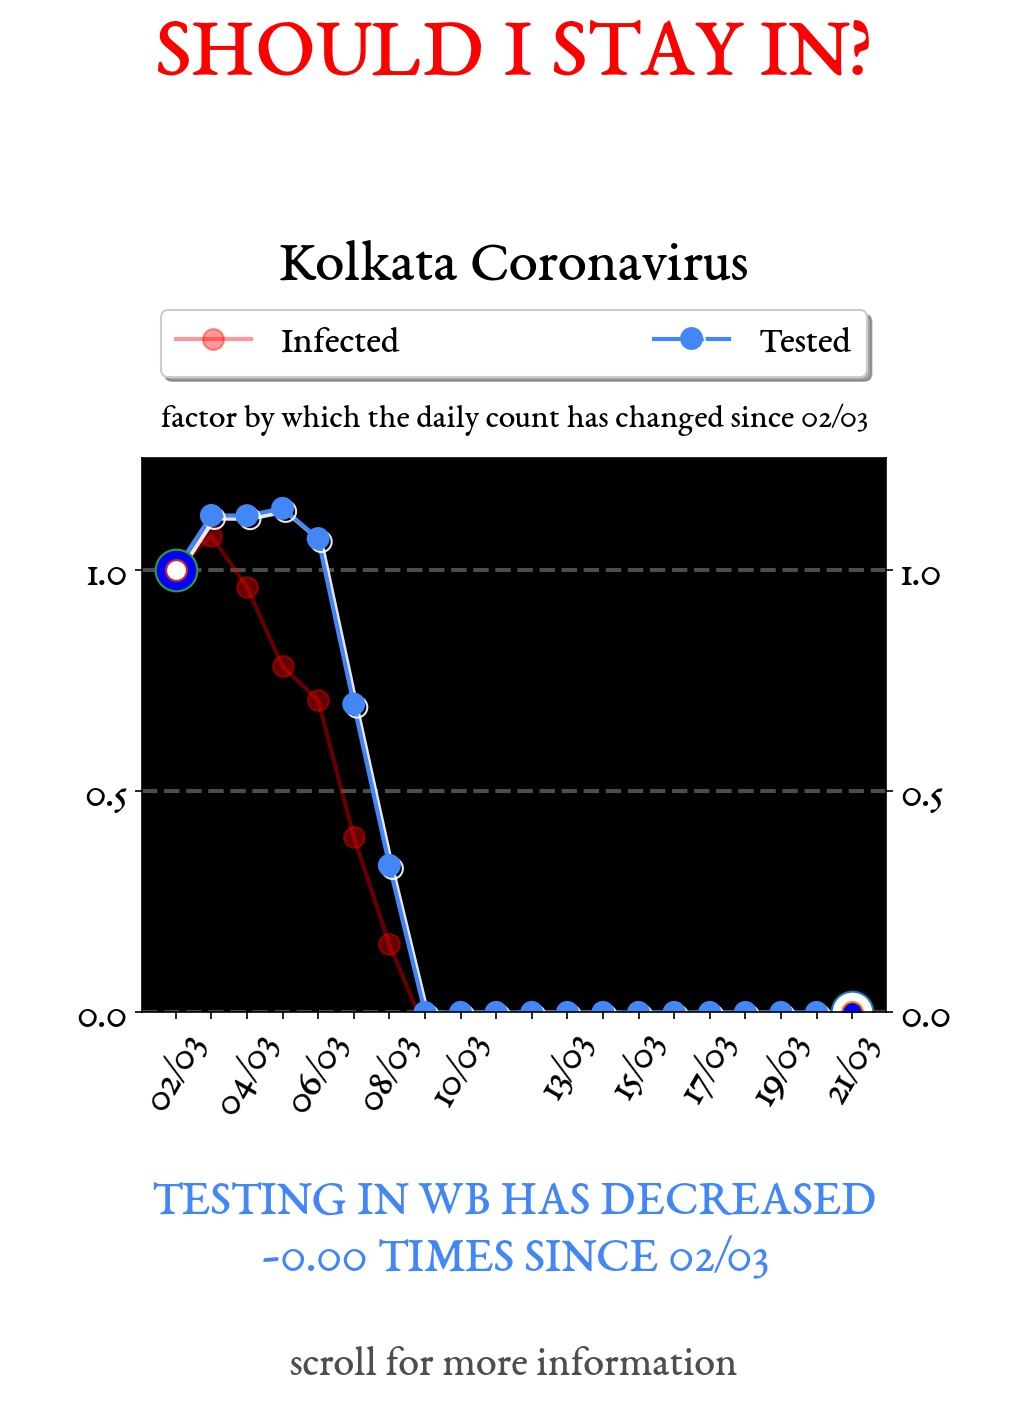 SHOULD I STAY IN?
Kolkata Coronavirus
Infected Tested
factor by which the daily count has changed since 02/03
1.0 1.0
0.5 0.5
0.0 0.0
02/03 04/03 06/03 08/03 10/03 13/03 15/03 17/03 19/03 21/03
TESTING IN WB HAS DECREASED
-0.00 TIMES SINCE 02/03
scroll for more information